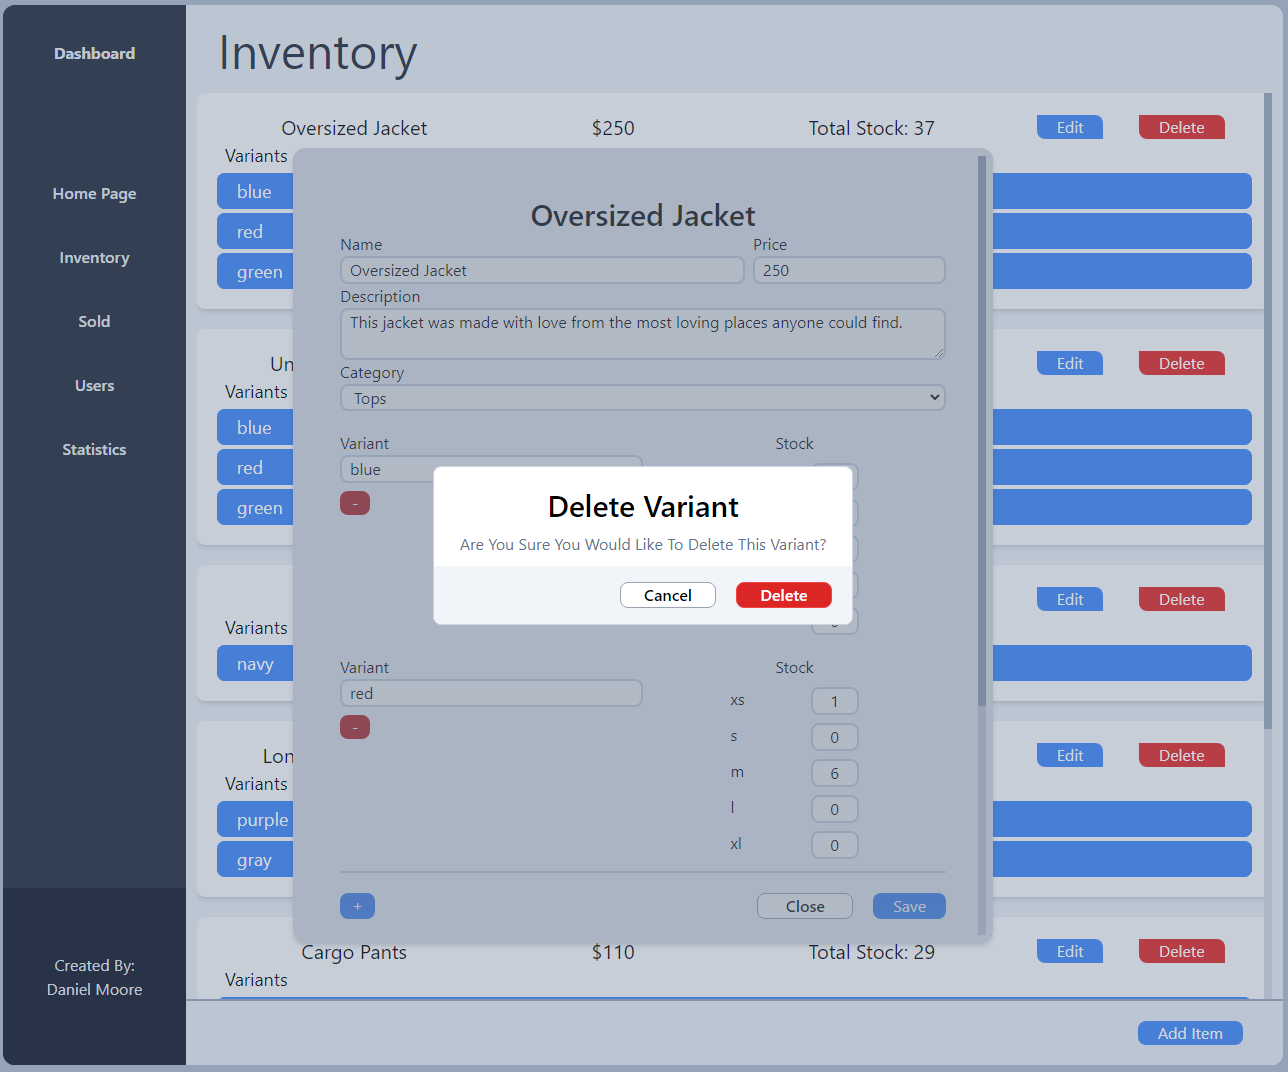 Dashboard
Home Page
Inventory
Sold
Users
Statistics
Created By:
Daniel Moore
Inventory
Oversized Jacket $250 Total Stock: 37 Edit Delete
Variants
blue
red
green
Un Edit Delete
Variants
blue
red
green
Edit Delete
Variants
navy
Lon Edit Delete
Variants
purple
gray
Cargo Pants $110 Total Stock: 29 Edit Delete
Variants
Add Item
Oversized Jacket
Name Price
Oversized Jacket 250
Description
This jacket was made with love from the most loving places anyone could find.
Category
Tops
Variant Stock
blue
-
Variant Stock
red
-
xs 1
s 0
m 6
l 0
xl 0
+ Close Save
Delete Variant
Are You Sure You Would Like To Delete This Variant?
Cancel Delete